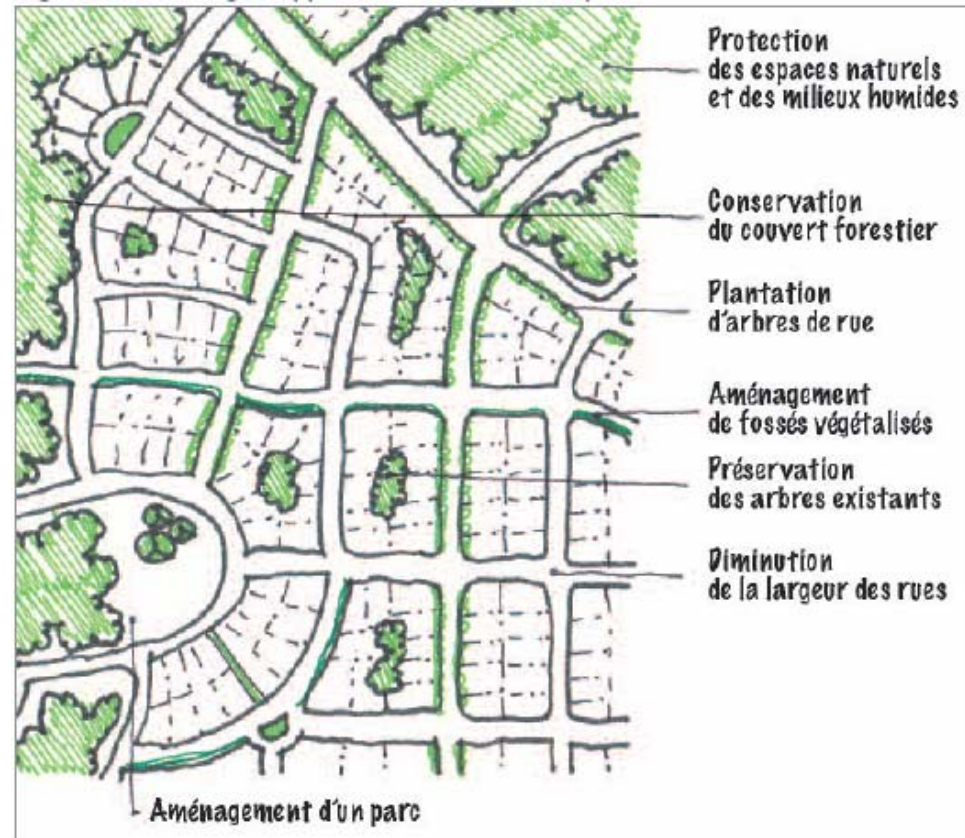 Protection
des espaces naturels
et des milieux humides
Conservation
du couvert forestier
Plantation
d'arbres de rue
Aménagement
de fossés végétalisés
Préservation
des arbres existants
Diminution
de la largeur des rues
Aménagement d'un parc